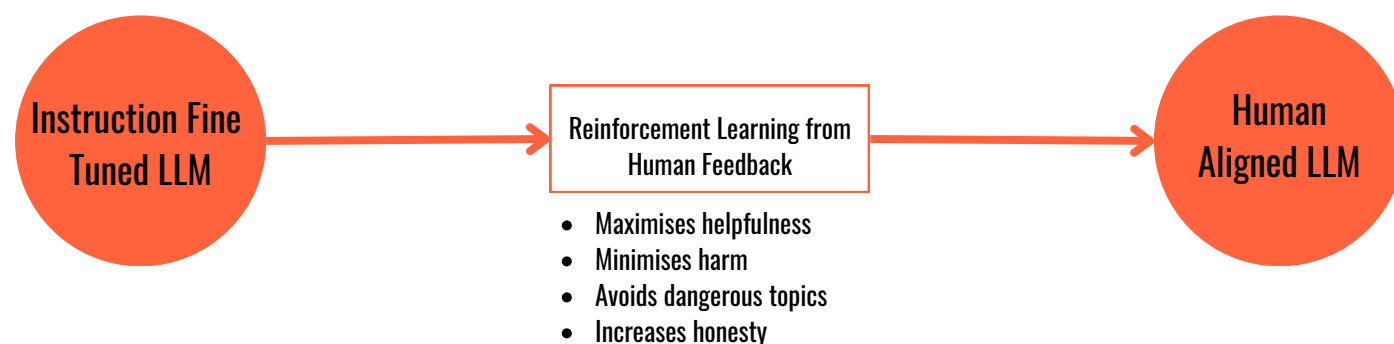 Instruction Fine
Tuned LLM
Reinforcement Learning from
Human Feedback
• Maximises helpfulness
• Minimises harm
• Avoids dangerous topics
• Increases honesty
Human
Aligned LLM